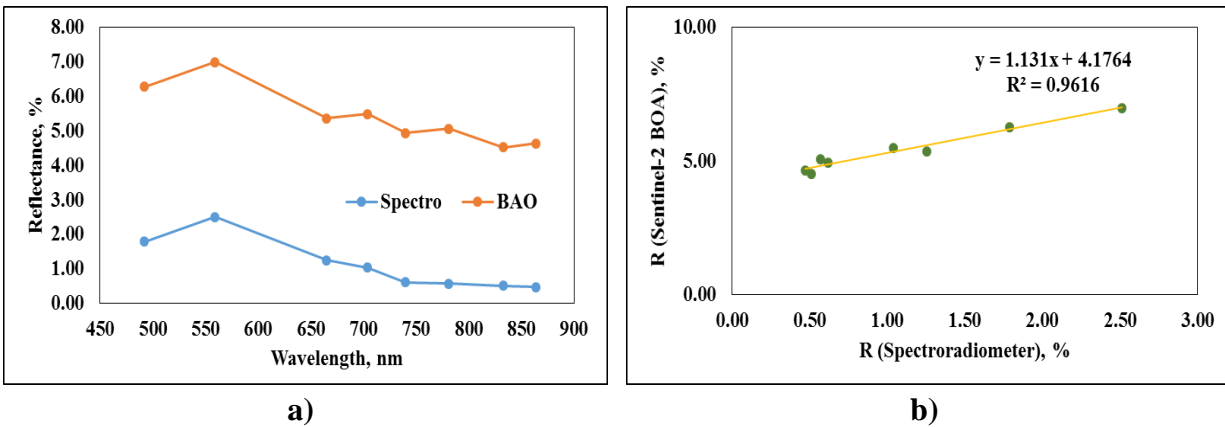 8.00
7.00
6.00
5.00
4.00
3.00
2.00
1.00
0.00
Reflectance, %
Spectro BAO
450 500 550 600 650 700 750 800 850 900
Wavelength, nm
a)
10.00
5.00
0.00
R (Sentinel-2 BOA), %
y = 1.131x + 4.1764
R² = 0.9616
0.00 0.50 1.00 1.50 2.00 2.50 3.00
R (Spectroradiometer), %
b)